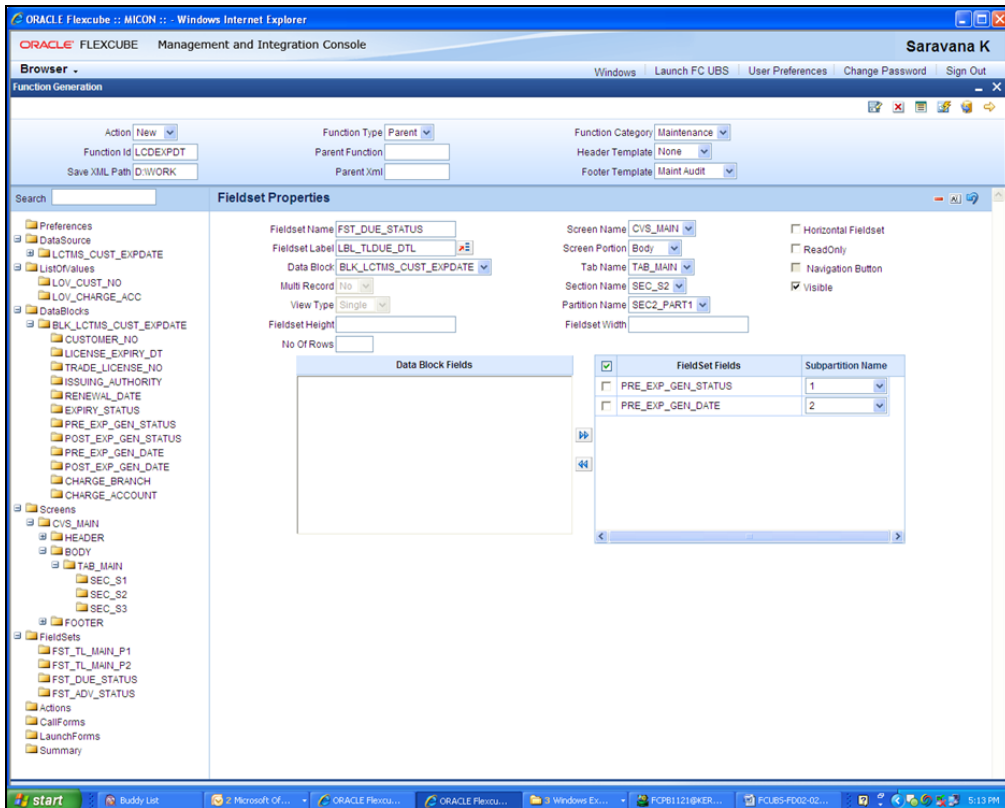 ORACLE Flexcube :: MICON :: - Windows Internet Explorer
ORACLE FLEXCUBE Management and Integration Console
Saravana K
Browser
Windows Launch FC UBS User Preferences Change Password Sign Out
Function Generation
Action New Function Type Parent Function Category Maintenance
Function Id LCDEXPDT Parent Function Header Template None
Save XML Path D:\WORK Parent Xml Footer Template Maint Audit
Search
Preferences
DataSource
LCTMS_CUST_EXPDATE
ListOfValues
LOV_CUST_NO
LOV_CHARGE_ACC
DataBlocks
BLK_LCTMS_CUST_EXPDATE
CUSTOMER_NO
LICENSE_EXPIRY_DT
TRADE_LICENSE_NO
ISSUING_AUTHORITY
RENEWAL_DATE
EXPIRY_STATUS
PRE_EXP_GEN_STATUS
POST_EXP_GEN_STATUS
PRE_EXP_GEN_DATE
POST_EXP_GEN_DATE
CHARGE_BRANCH
CHARGE_ACCOUNT
Screens
CVS_MAIN
HEADER
BODY
TAB_MAIN
SEC_S1
SEC_S2
SEC_S3
FOOTER
FieldSets
FST_TL_MAIN_P1
FST_TL_MAIN_P2
FST_DUE_STATUS
FST_ADV_STATUS
Actions
CallForms
LaunchForms
Summary
Fieldset Properties
Fieldset Name FST_DUE_STATUS Screen Name CVS_MAIN Horizontal Fieldset
Fieldset Label LBL_TLDUE_DTL Screen Portion Body ReadOnly
Data Block BLK_LCTMS_CUST_EXPDATE Tab Name TAB_MAIN Navigation Button
Multi Record No Section Name SEC_S2 Visible
View Type Single Partition Name SEC2_PART1
Fieldset Height Fieldset Width
No Of Rows
Data Block Fields
FieldSet Fields Subpartition Name
PRE_EXP_GEN_STATUS 1
PRE_EXP_GEN_DATE 2
start Buddy List 2 Microsoft Of... ORACLE Flexcu... ORACLE Flexcu... 3 Windows Ex... FCPB1121@KER... FCUBS-FD02-02... 5:13 PM